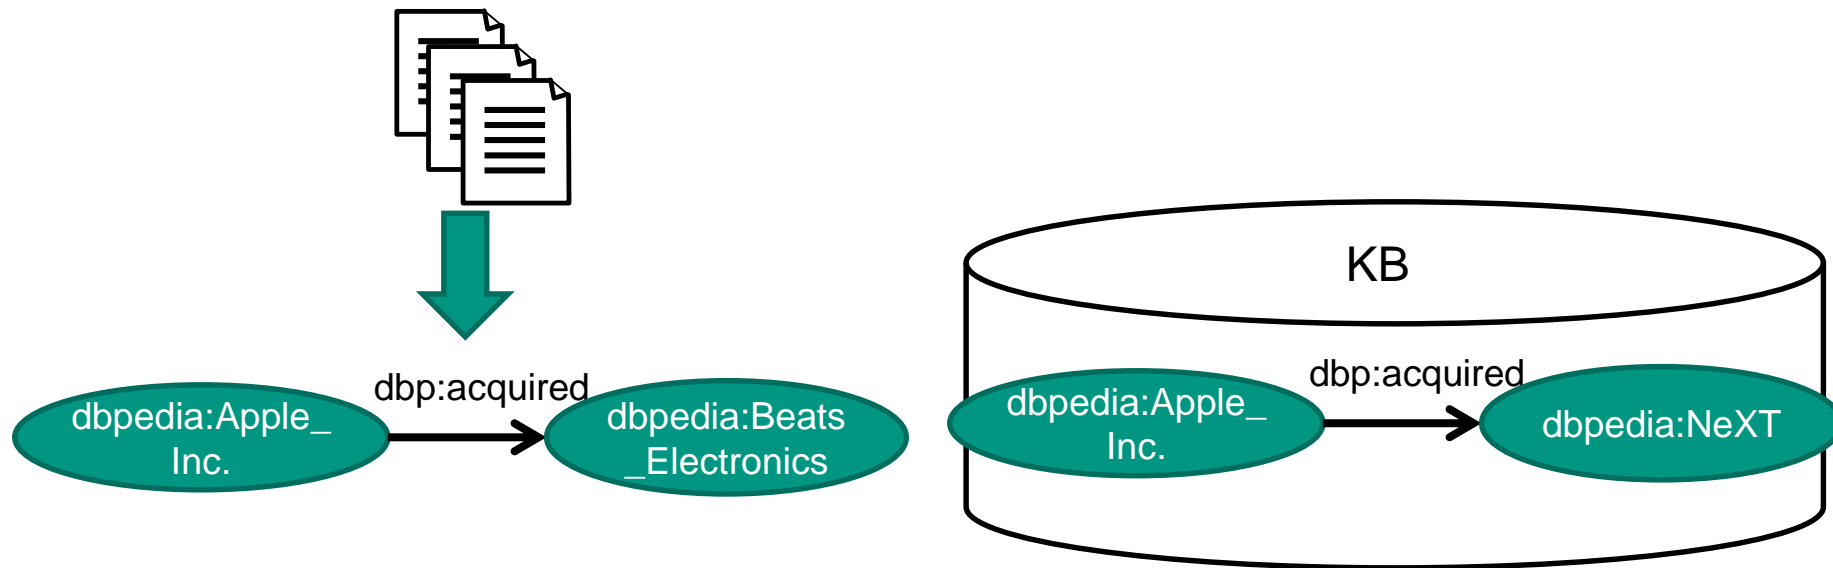 dbp:acquired
dbpedia:Apple_
Inc.
dbpedia:Beats
_Electronics
KB
dbp:acquired
dbpedia:Apple_
Inc.
dbpedia:NeXT